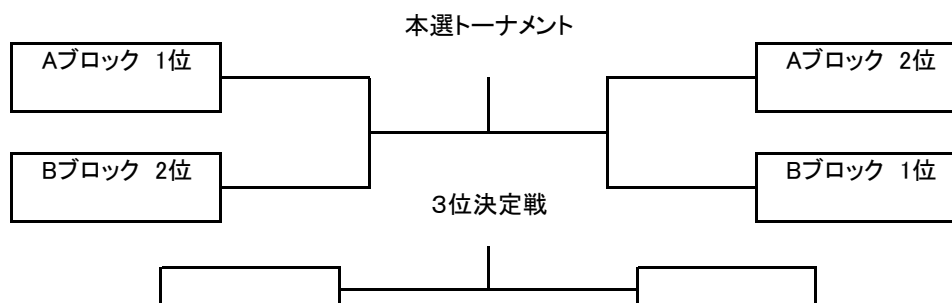 本選トーナメント
Aブロック 1位
Aブロック 2位
Bブロック 2位
Bブロック 1位
3位決定戦